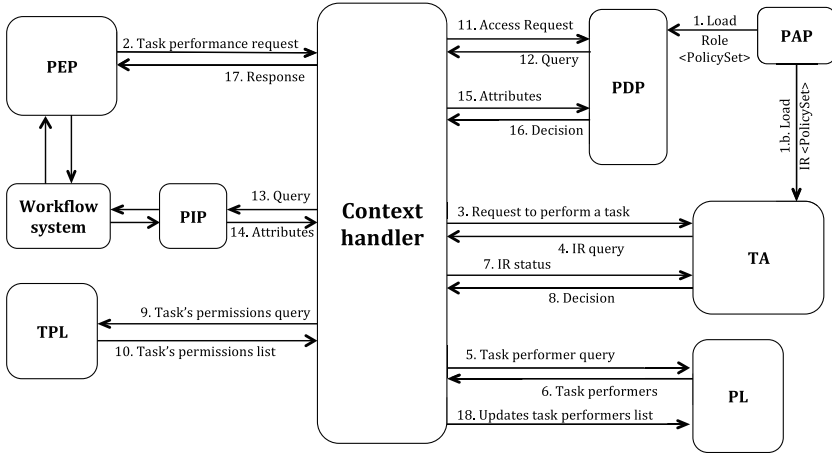 PEP
2. Task performance request
17. Response
11. Access Request
12. Query
15. Attributes
16. Decision
PDP
1. Load
Role
<PolicySet>
PAP
1.b. Load
IR <PolicySet>
Workflow
system
PIP
13. Query
14. Attributes
Context
handler
3. Request to perform a task
4. IR query
7. IR status
8. Decision
TA
TPL
9. Task's permissions query
10. Task's permissions list
5. Task performer query
6. Task performers
18. Updates task performers list
PL